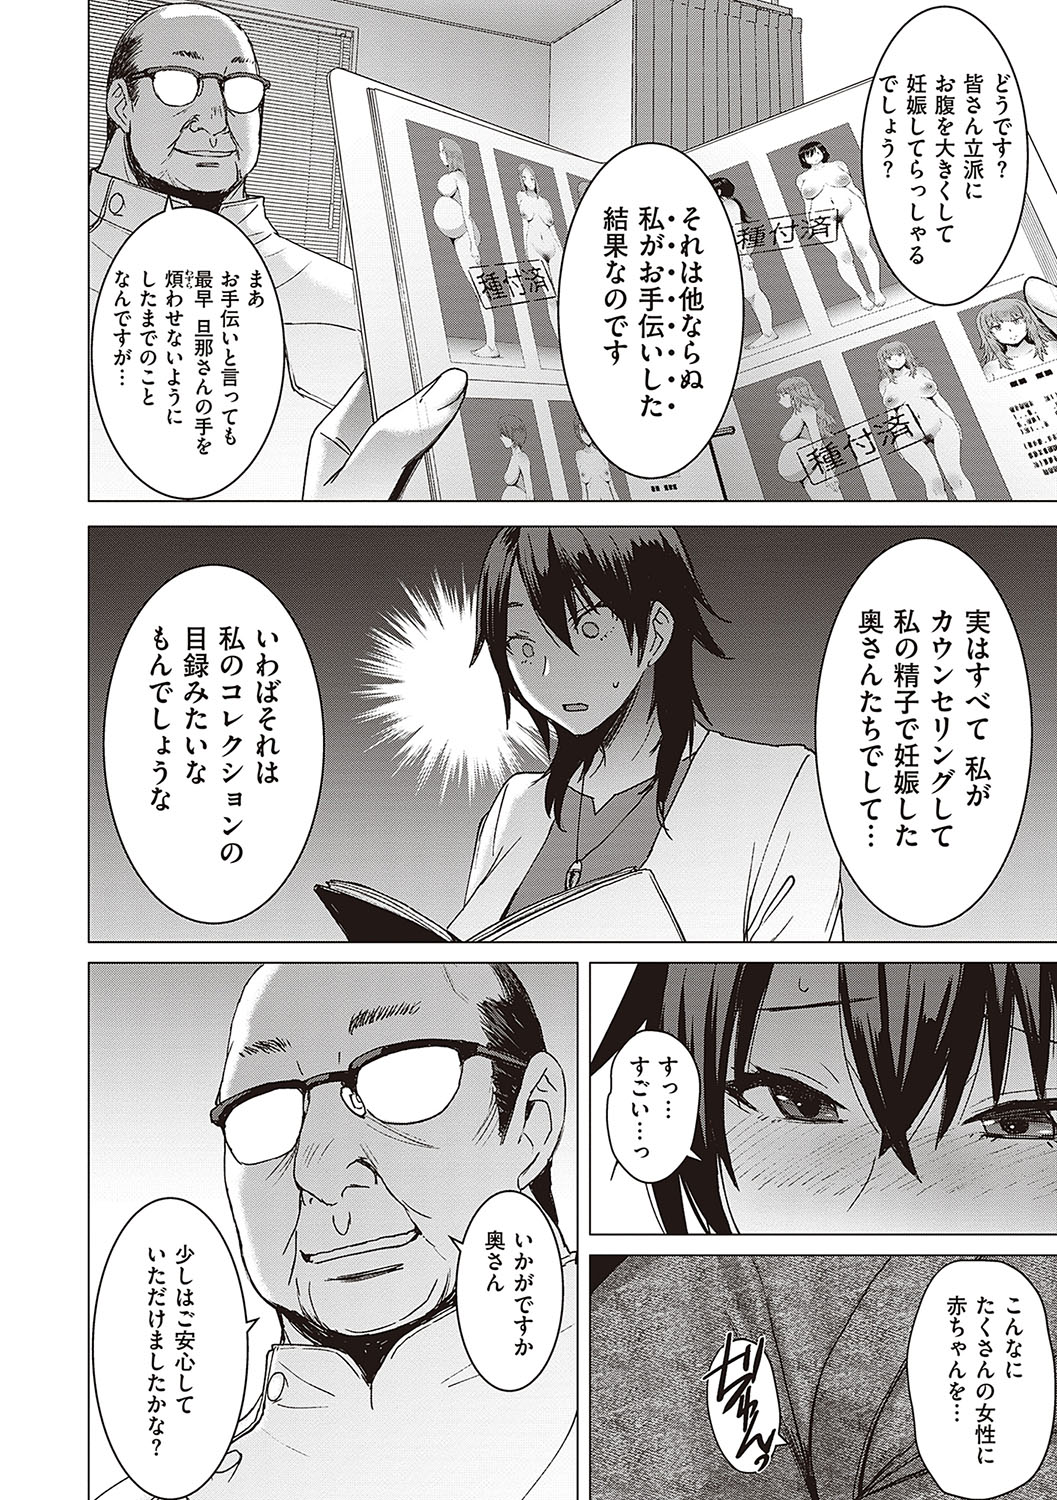 どうです?
皆さん立派に
お腹を大きくして
妊娠してらっしゃる
でしょう?
それは他ならぬ
私がお手伝いした
結果なのです
まあ
お手伝いと言っても
最早 旦那さんの手を
煩わせないように
わずら
したまでのこと
なんですが…
種付済
種付済
種付済
実はすべて 私が
カウンセリングして
私の精子で妊娠した
奥さんたちでして…
いわばそれは
私のコレクションの
目録みたいな
もんでしょうな
すっ…
すごい…っ
こんなに
たくさんの女性に
赤ちゃんを…
いかがですか
奥さん
少しはご安心して
いただけましたかな?